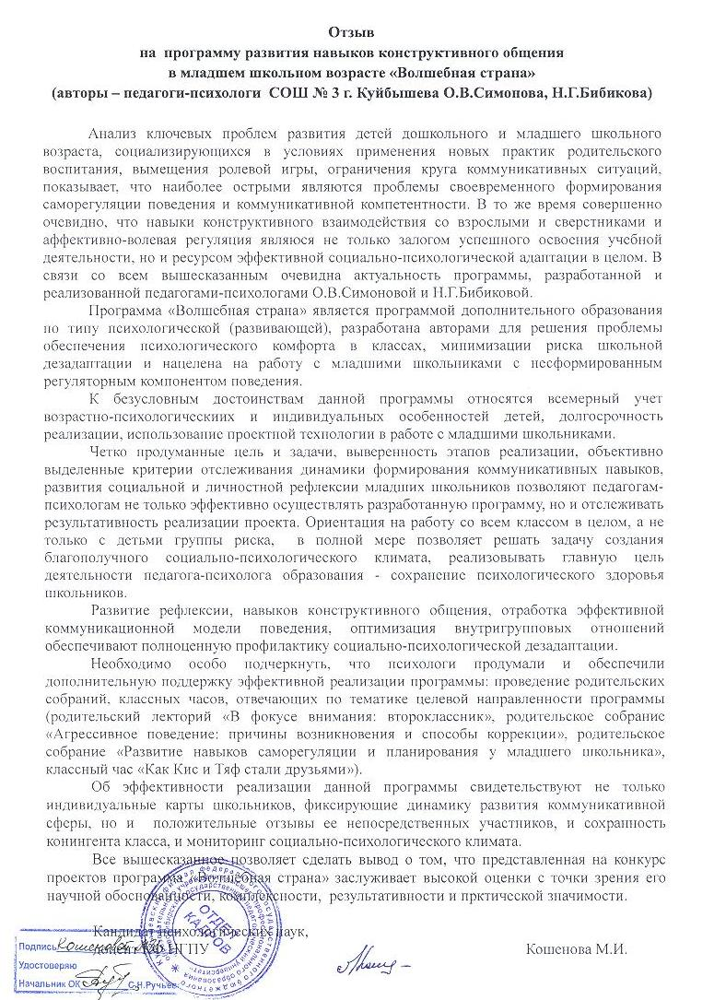 Отзыв
на программу развития навыков конструктивного общения
в младшем школьном возрасте «Волшебная страна»
(авторы – педагоги-психологи СОШ № 3 г. Куйбышева О.В.Симонова, Н.Г.Бибикова)
Анализ ключевых проблем развития детей дошкольного и младшего школьного
возраста, социализирующихся в условиях применения новых практик родительского
воспитания, вымещения ролевой игры, ограничения круга коммуникативных ситуаций,
показывает, что наиболее острыми являются проблемы своевременного формирования
саморегуляции поведения и коммуникативной компетентности. В то же время совершенно
очевидно, что навыки конструктивного взаимодействия со взрослыми и сверстниками и
аффективно-волевая регуляция являюся не только залогом успешного освоения учебной
деятельности, но и ресурсом эффективной социально-психологической адаптации в целом. В
связи со всем вышесказанным очевидна актуальность программы, разработанной и
реализованной педагогами-психологами О.В.Симоновой и Н.Г.Бибиковой.
Программа «Волшебная страна» является программой дополнительного образования
по типу психологической (развивающей), разработана авторами для решения проблемы
обеспечения психологического комфорта в классах, минимизации риска школьной
дезадаптации и нацелена на работу с младшими школьниками с несформированным
регуляторным компонентом поведения.
К безусловным достоинствам данной программы относятся всемерный учет
возрастно-психологическиих и индивидуальных особенностей детей, долгосрочность
реализации, использование проектной технологии в работе с младшими школьниками.
Четко продуманные цель и задачи, выверенность этапов реализации, объективно
выделенные критерии отслеживания динамики формирования коммуникативных навыков,
развития социальной и личностной рефлексии младших школьников позволяют педагогам-
психологам не только эффективно осуществлять разработанную программу, но и отслеживать
результативность реализации проекта. Ориентация на работу со всем классом в целом, а не
только с детьми группы риска, в полной мере позволяет решать задачу создания
благополучного социально-психологического климата, реализовывать главную цель
деятельности педагога-психолога образования - сохранение психологического здоровья
школьников.
Развитие рефлексии, навыков конструктивного общения, отработка эффективной
коммуникационной модели поведения, оптимизация внутригрупповых отношений
обеспечивают полноценную профилактику социально-психологической дезадаптации.
Необходимо особо подчеркнуть, что психологи продумали и обеспечили
дополнительную поддержку эффективной реализации программы: проведение родительских
собраний, классных часов, отвечающих по тематике целевой направленности программы
(родительский лекторий «В фокусе внимания: второклассник», родительское собрание
«Агрессивное поведение: причины возникновения и способы коррекции», родительское
собрание «Развитие навыков саморегуляции и планирования у младшего школьника»,
классный час «Как Кис и Тяф стали друзьями»).
Об эффективности реализации данной программы свидетельствуют не только
индивидуальные карты школьников, фиксирующие динамику развития коммуникативной
сферы, но и положительные отзывы ее непосредственных участников, и сохранность
конингента класса, и мониторинг социально-психологического климата.
Все вышесказанное позволяет сделать вывод о том, что представленная на конкурс
проектов программа «Волшебная страна» заслуживает высокой оценки с точки зрения его
научной обоснованности, комплексности, результативности и прктической значимости.
Кандидат психологических наук,
доцент КФ НГПУ Кошенова М.И.
ОТДЕЛ
КАДРОВ
Подпись
Удостоверяю
Начальник ОК С.Н.Ручьев